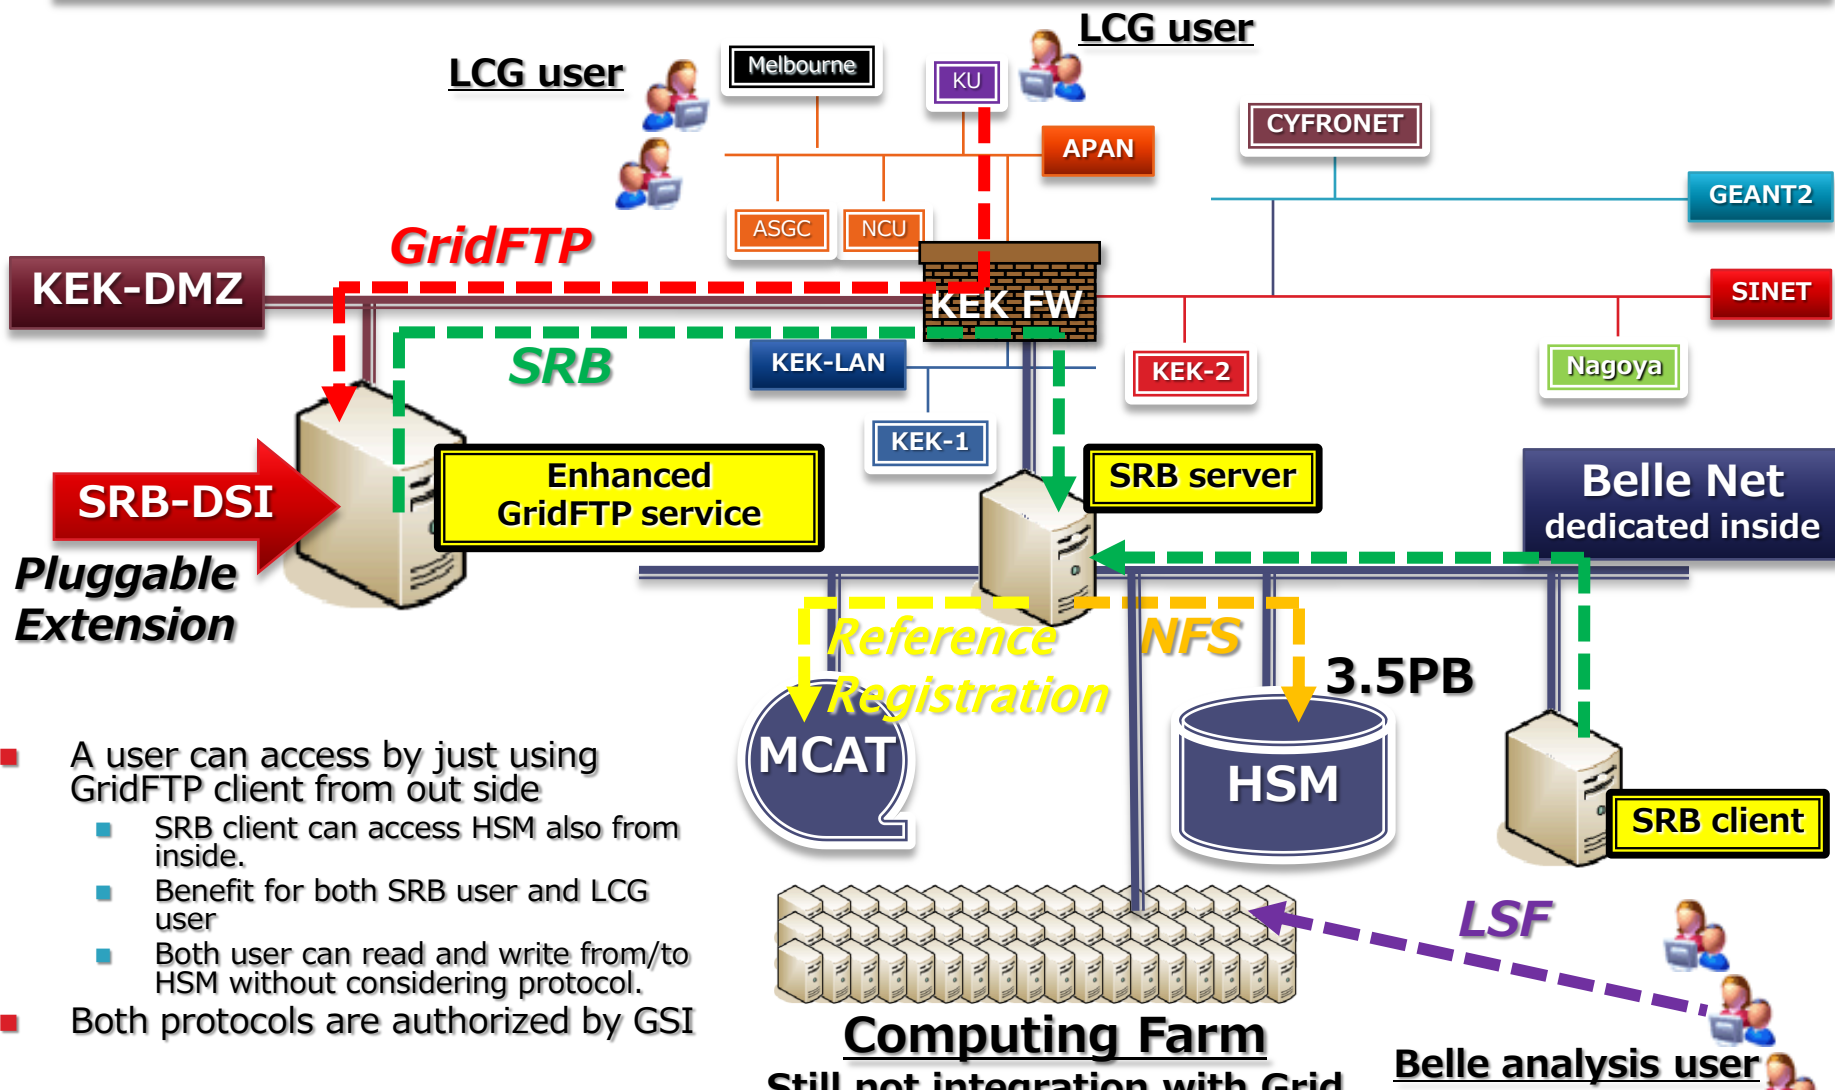 LCG user
LCG user
Melbourne
KU
CYFRONET
APAN
GEANT2
ASGC
NCU
GridFTP
KEK-DMZ
KEK FW
SINET
SRB
KEK-LAN
KEK-2
Nagoya
KEK-1
Enhanced
GridFTP service
SRB server
Belle Net
dedicated inside
SRB-DSI
Pluggable
Extension
Reference
Registration
NFS
3.5PB
MCAT
HSM
SRB client
A user can access by just using
GridFTP client from out side
SRB client can access HSM also from
inside.
Benefit for both SRB user and LCG
user
Both user can read and write from/to
HSM without considering protocol.
Both protocols are authorized by GSI
LSF
Computing Farm
Still not integration with Grid
Belle analysis user